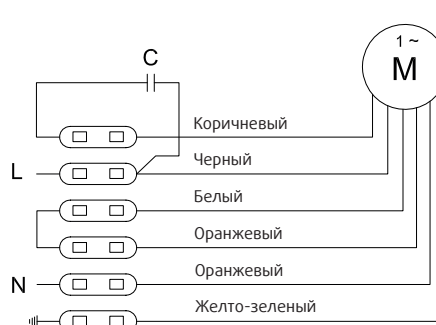 1 ~
M
C
Коричневый
L
Черный
Белый
Оранжевый
N
Оранжевый
Желто-зеленый